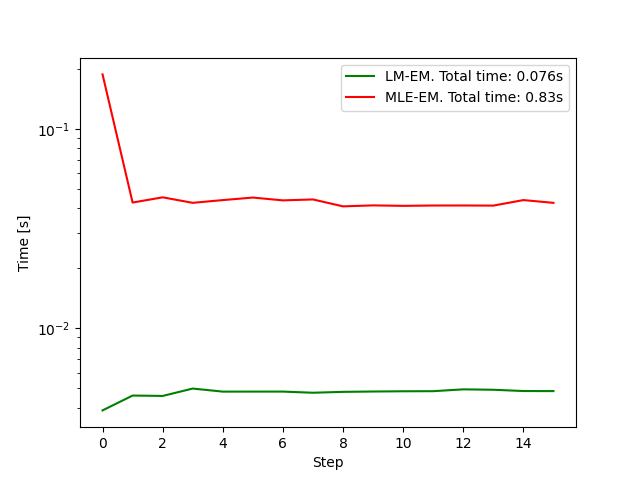 LM-EM. Total time: 0.076s
MLE-EM. Total time: 0.83s
10⁻¹
10⁻²
Time [s]
0 2 4 6 8 10 12 14
Step